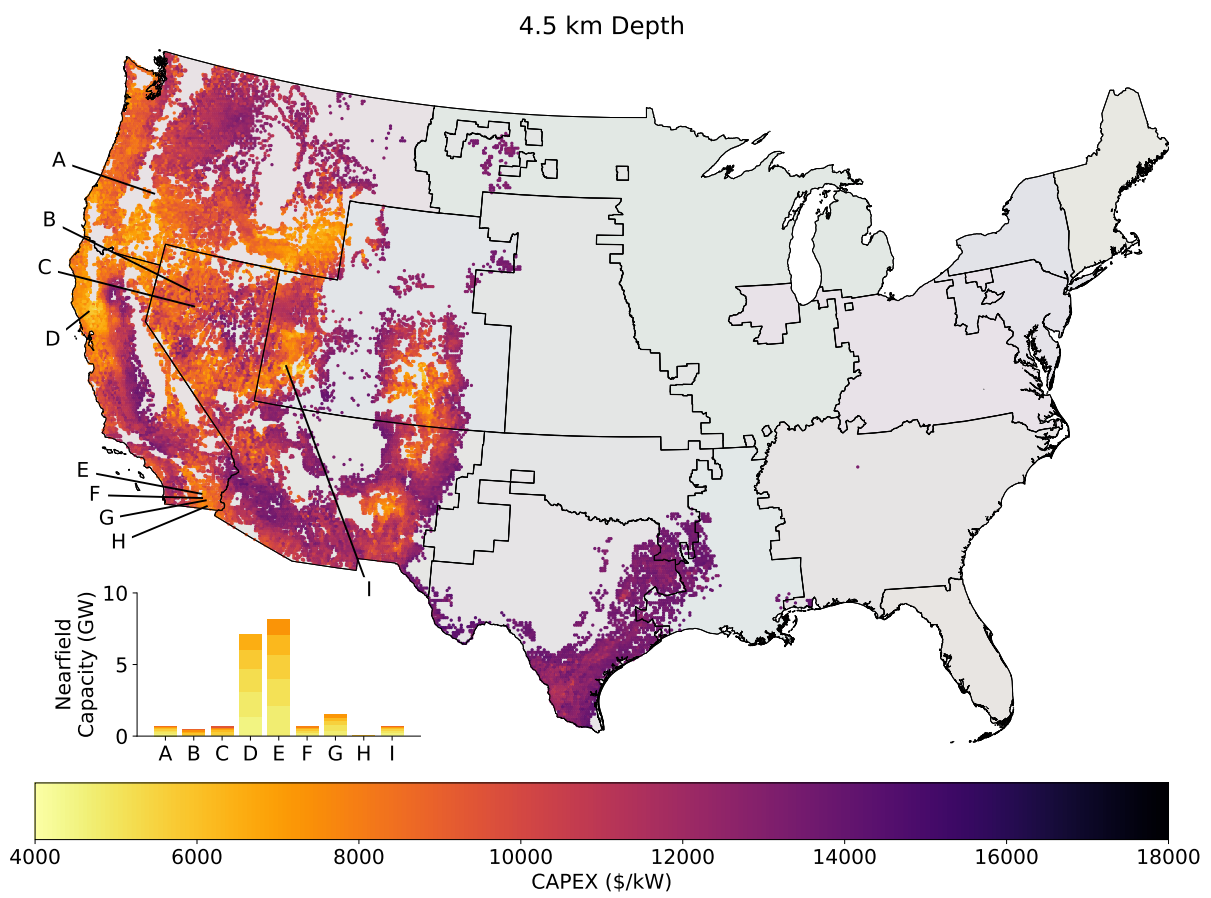 4.5 km Depth
A
B
C
D
E
F
G
H
I
Nearfield
Capacity (GW)
10
5
0
A B C D E F G H I
4000 6000 8000 10000 12000 14000 16000 18000
CAPEX ($/kW)